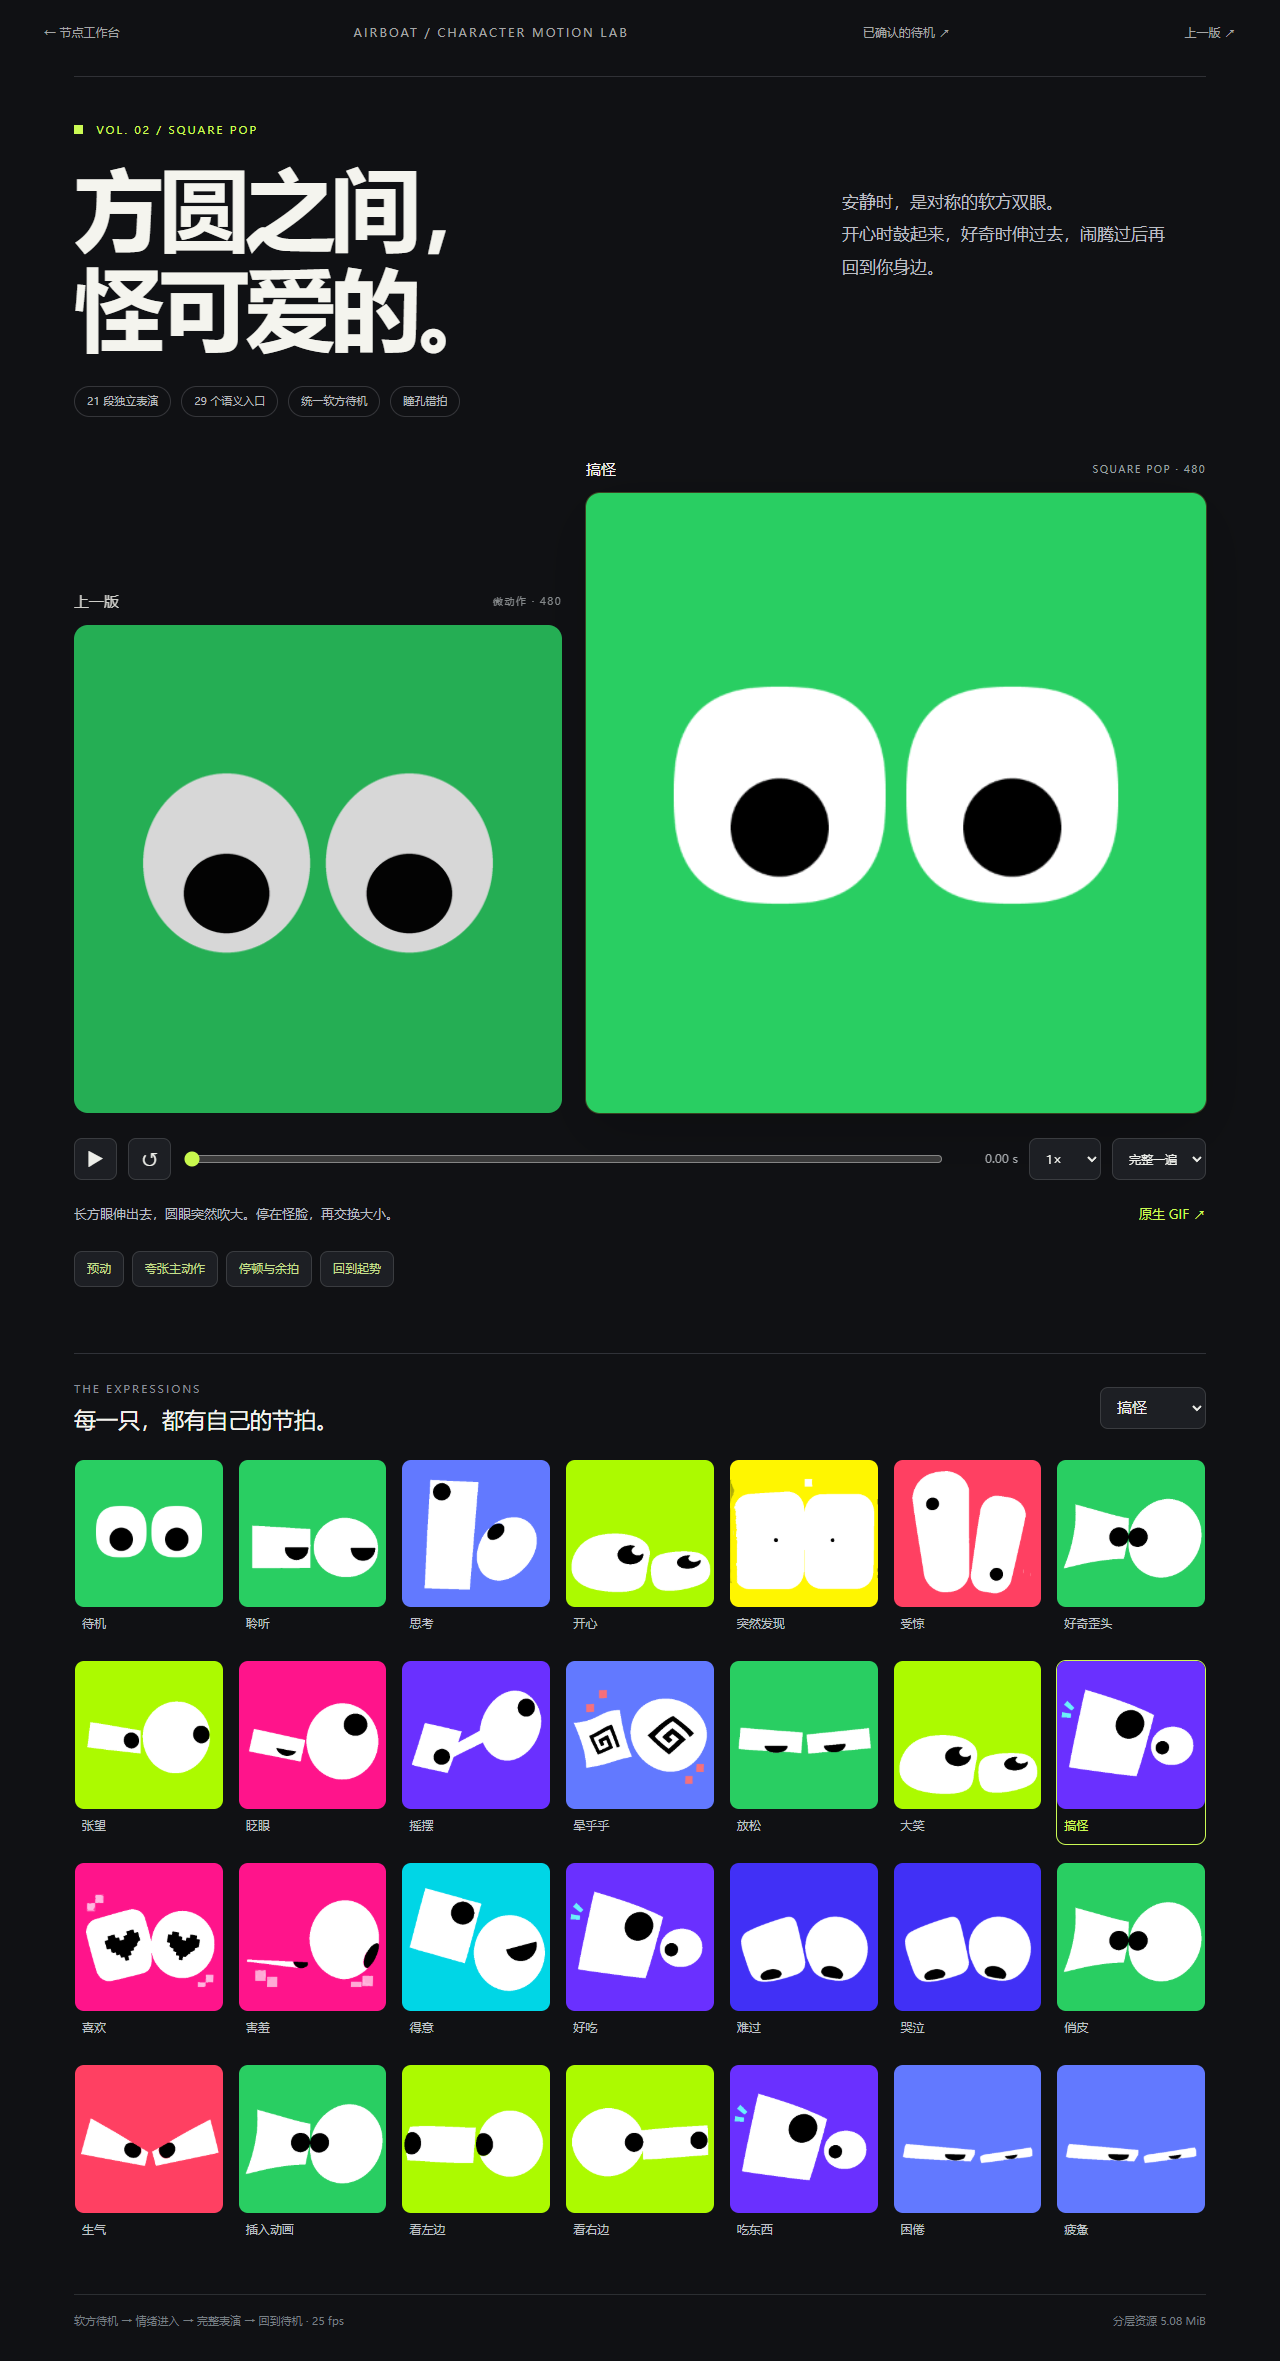 ← 节点工作台
AIRBOAT / CHARACTER MOTION LAB
已确认的待机 ↗
上一版 ↗
VOL. 02 / SQUARE POP
方圆之间，
怪可爱的。
安静时，是对称的软方双眼。
开心时鼓起来，好奇时伸过去，闹腾过后再
回到你身边。
21 段独立表演
29 个语义入口
统一软方待机
瞳孔错拍
搞怪
SQUARE POP · 480
上一版
微动作 · 480
0.00 s
1×
完整一遍
长方眼伸出去，圆眼突然吹大。停在怪脸，再交换大小。
原生 GIF ↗
预动
夸张主动作
停顿与余拍
回到起势
THE EXPRESSIONS
每一只，都有自己的节拍。
搞怪
待机
聆听
思考
开心
突然发现
受惊
好奇歪头
张望
眨眼
摇摆
晕乎乎
放松
大笑
搞怪
喜欢
害羞
得意
好吃
难过
哭泣
俏皮
生气
插入动画
看左边
看右边
吃东西
困倦
疲惫
软方待机 → 情绪进入 → 完整表演 → 回到待机 · 25 fps
分层资源 5.08 MiB